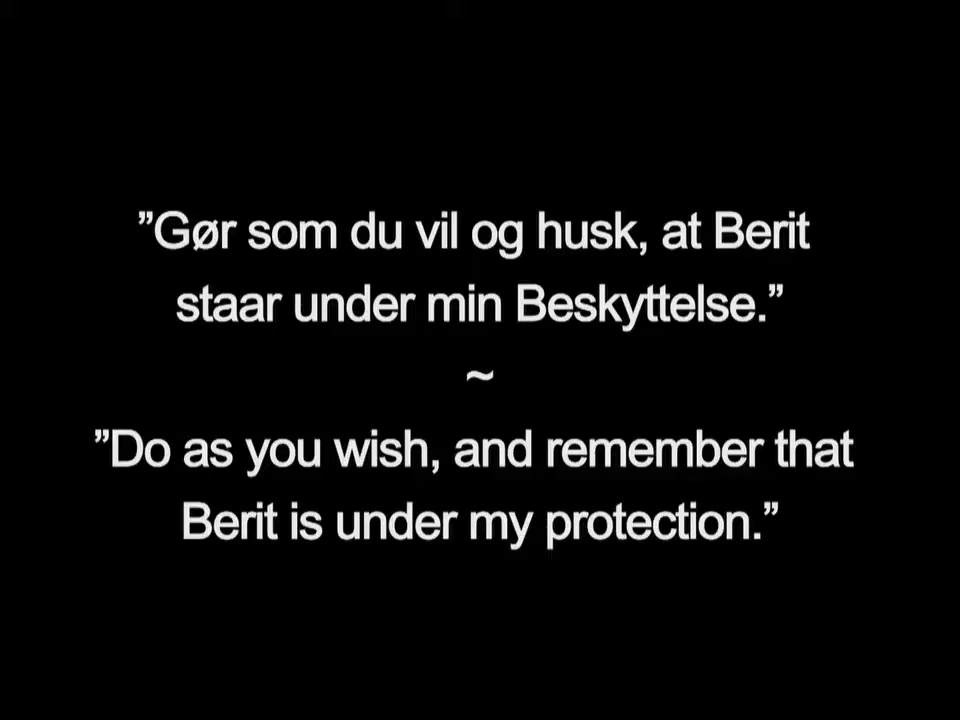 ”Gør som du vil og husk, at Berit
staar under min Beskyttelse.”
~
”Do as you wish, and remember that
Berit is under my protection.”